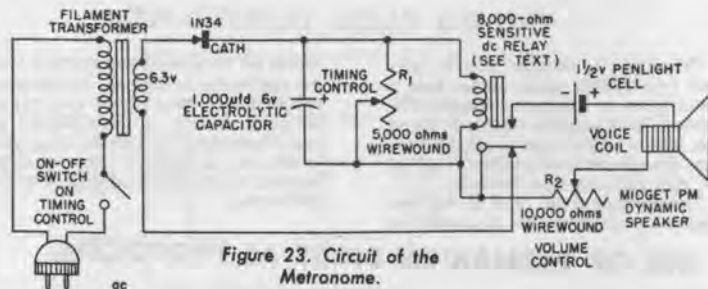 FILAMENT
TRANSFORMER
6.3v
IN34
CATH
1,000µfd 6v
ELECTROLYTIC
CAPACITOR
+
TIMING
CONTROL
R1
5,000 ohms
WIREWOUND
8,000-ohm
SENSITIVE
dc RELAY
(SEE TEXT)
1½v PENLIGHT
CELL
- +
VOICE
COIL
R2
10,000 ohms
WIREWOUND
VOLUME
CONTROL
MIDGET PM
DYNAMIC
SPEAKER
ON-OFF
SWITCH
ON
TIMING
CONTROL
ac
Figure 23. Circuit of the
Metronome.